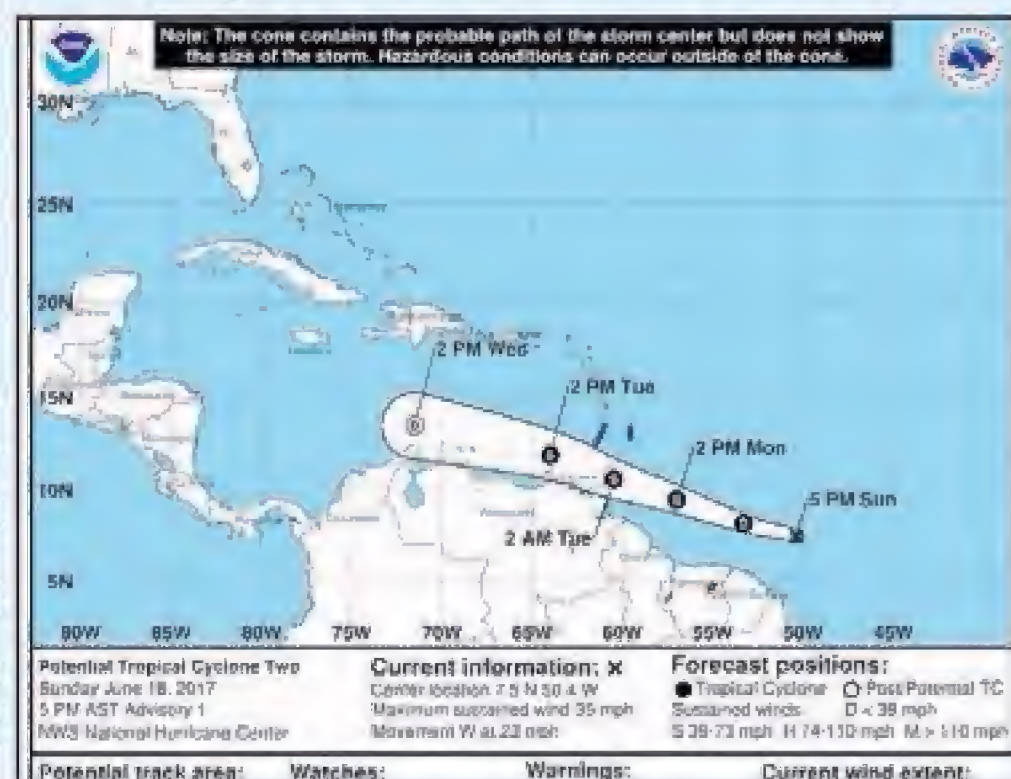 Note: The cone contains the probable path of the storm center but does not show
the size of the storm. Hazardous conditions can occur outside of the cone.
30N
25N
20N
2 PM Wed
2 PM Tue
15N
2 PM Mon
10N
5 PM Sun
2 AM Tue
5N
90W 85W 80W 75W 70W 65W 60W 55W 50W 45W
Potential Tropical Cyclone Two
Sunday June 18, 2017
5 PM AST Advisory 1
NWS National Hurricane Center
Current information: x
Center location 7.5 N 50.4 W
Maximum sustained wind 35 mph
Movement W at 23 mph
Forecast positions:
Tropical Cyclone Post/Potential TC
Sustained winds D < 39 mph
S 39-73 mph H 74-110 mph M > 110 mph
Potential track area: Watches: Warnings: Current wind extent: